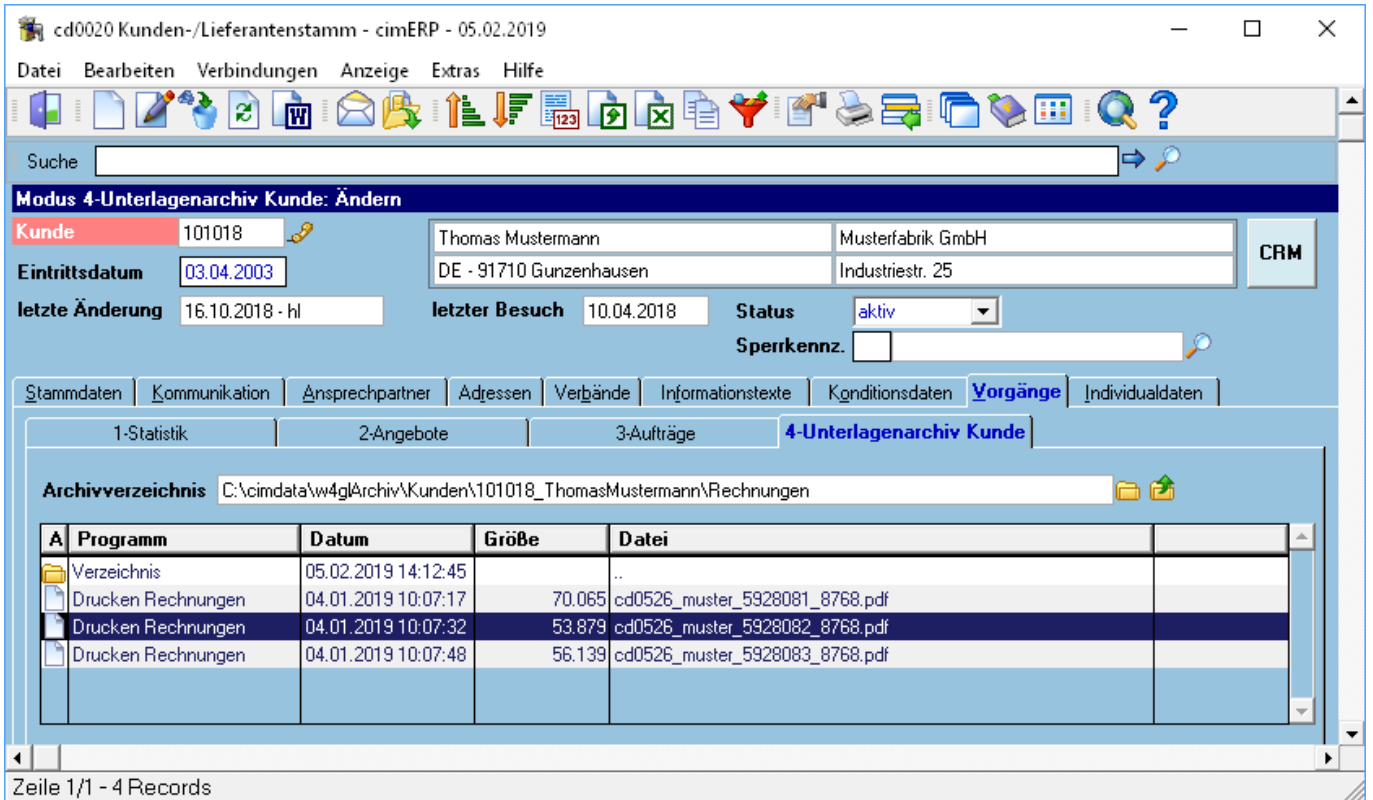 cd0020 Kunden-/Lieferantenstamm - cimERP - 05.02.2019
Datei Bearbeiten Verbindungen Anzeige Extras Hilfe
W 123 X ?
Suche
Modus 4-Unterlagenarchiv Kunde: Ändern
Kunde 101018 Thomas Mustermann Musterfabrik GmbH CRM
Eintrittsdatum 03.04.2003 DE - 91710 Gunzenhausen Industriestr. 25
letzte Änderung 16.10.2018 - hl letzter Besuch 10.04.2018 Status aktiv
Sperrkennz.
Stammdaten Kommunikation Ansprechpartner Adressen Verbände Informationstexte Konditionsdaten Vorgänge Individualdaten
1-Statistik 2-Angebote 3-Aufträge 4-Unterlagenarchiv Kunde
Archivverzeichnis C:\cimdata\w4glArchiv\Kunden\101018_ThomasMustermann\Rechnungen
A Programm Datum Größe Datei
Verzeichnis 05.02.2019 14:12:45 ..
Drucken Rechnungen 04.01.2019 10:07:17 70.065 cd0526_muster_5928081_8768.pdf
Drucken Rechnungen 04.01.2019 10:07:32 53.879 cd0526_muster_5928082_8768.pdf
Drucken Rechnungen 04.01.2019 10:07:48 56.139 cd0526_muster_5928083_8768.pdf
Zeile 1/1 - 4 Records